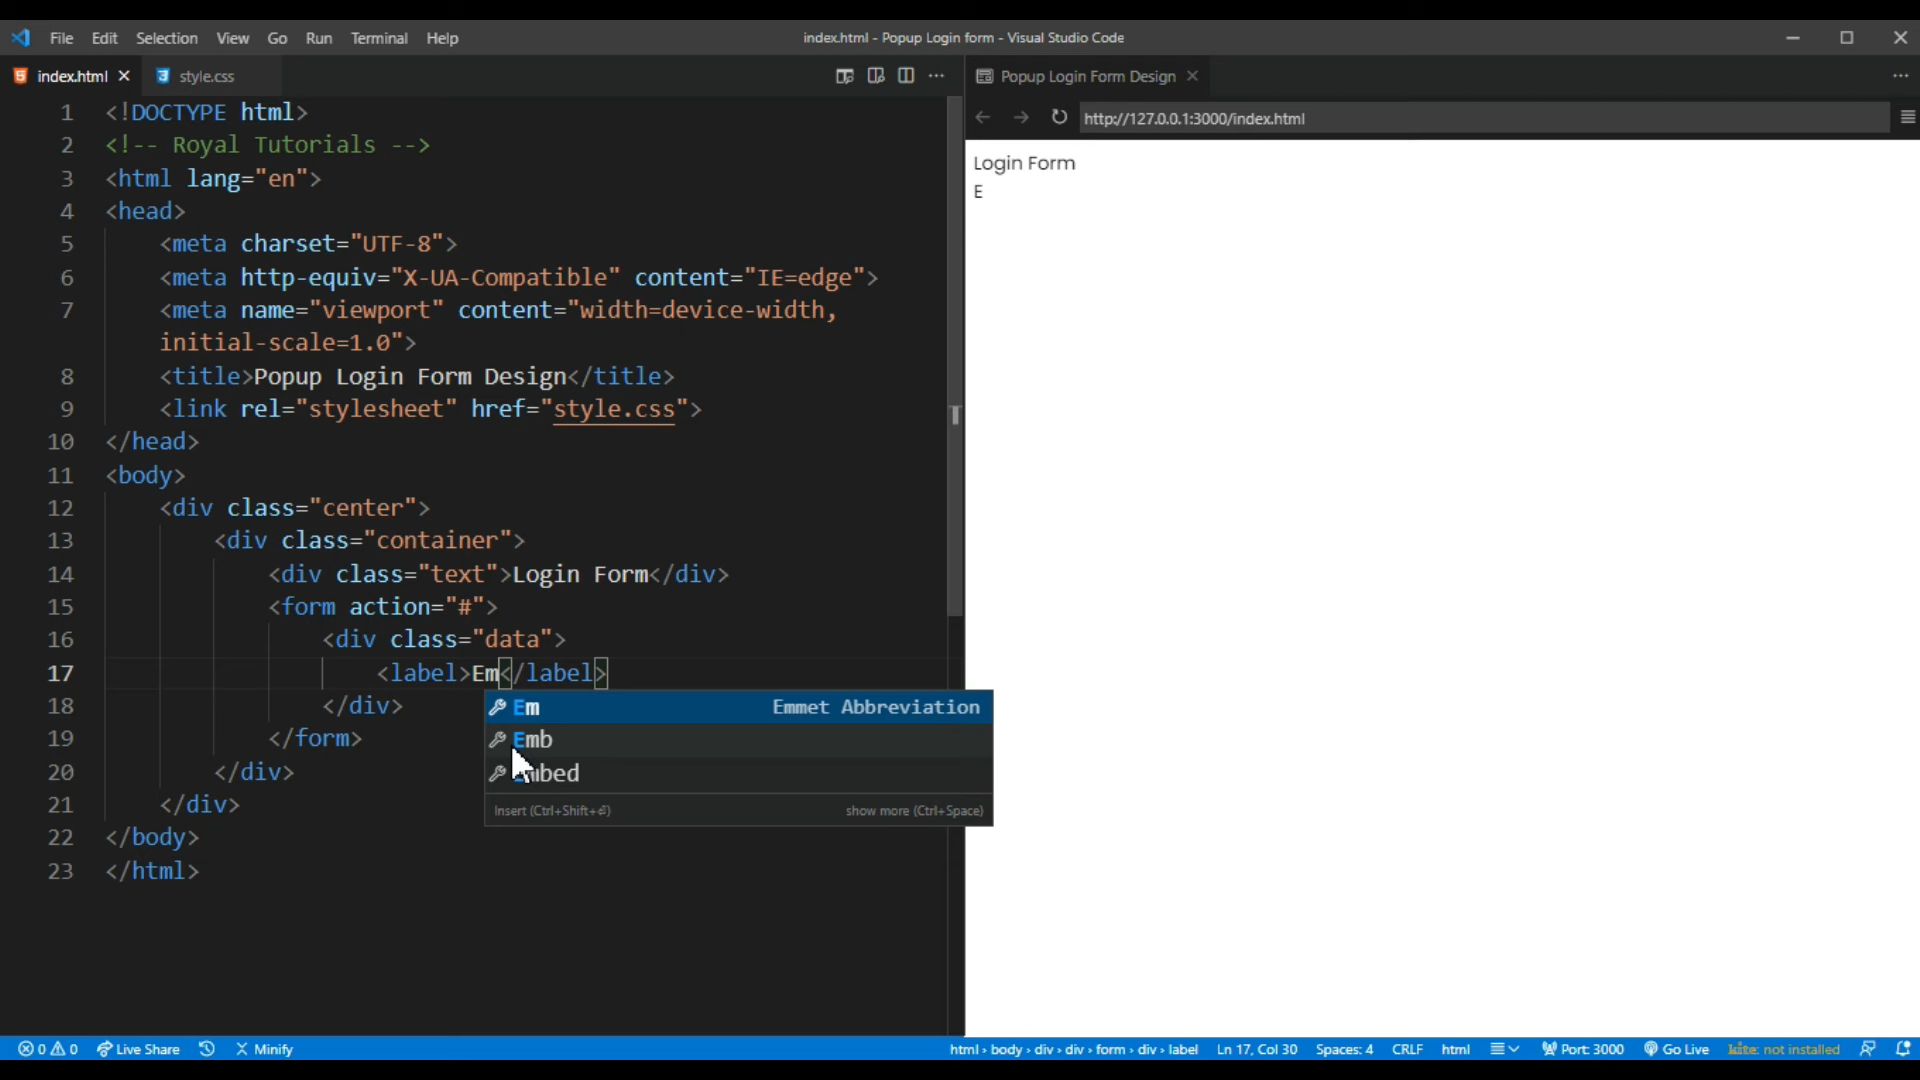 File Edit Selection View Go Run Terminal Help
index.html - Popup Login form - Visual Studio Code
index.html
style.css
Popup Login Form Design
http://127.0.0.1:3000/index.html
1 <!DOCTYPE html>
2 <!-- Royal Tutorials -->
3 <html lang="en">
4 <head>
5 <meta charset="UTF-8">
6 <meta http-equiv="X-UA-Compatible" content="IE=edge">
7 <meta name="viewport" content="width=device-width,
initial-scale=1.0">
8 <title>Popup Login Form Design</title>
9 <link rel="stylesheet" href="style.css">
10 </head>
11 <body>
12 <div class="center">
13 <div class="container">
14 <div class="text">Login Form</div>
15 <form action="#">
16 <div class="data">
17 <label>Em</label>
18 </div>
19 </form>
20 </div>
21 </div>
22 </body>
23 </html>
Em Emmet Abbreviation
Emb
Embed
Insert (Ctrl+Shift+⏎) show more (Ctrl+Space)
Login Form
E
0 0 Live Share Minify
html › body › div › div › form › div › label Ln 17, Col 30 Spaces: 4 CRLF html Port: 3000 Go Live kite: not installed